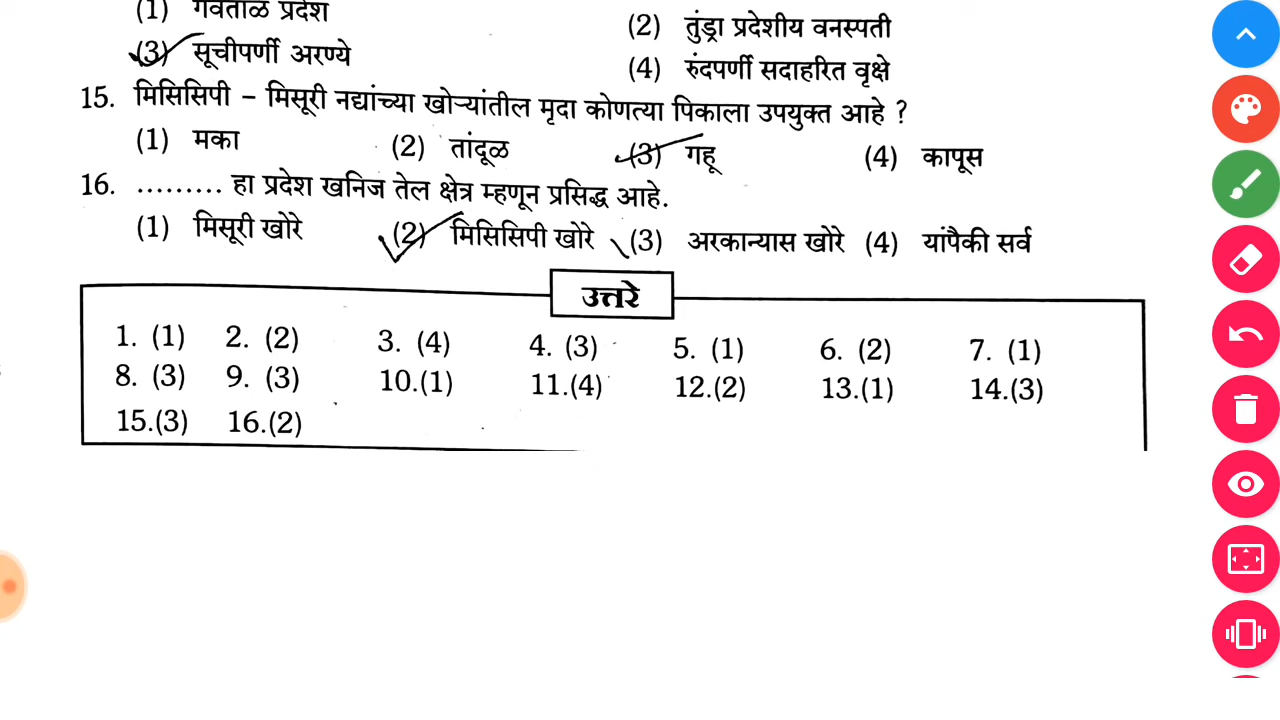 (1) गवताळ प्रदेश (2) तुंड्रा प्रदेशीय वनस्पती
(3) सूचीपर्णी अरण्ये (4) रुंदपर्णी सदाहरित वृक्षे
15. मिसिसिपी – मिसूरी नद्यांच्या खोऱ्यांतील मृदा कोणत्या पिकाला उपयुक्त आहे ?
(1) मका (2) तांदूळ (3) गहू (4) कापूस
16. ......... हा प्रदेश खनिज तेल क्षेत्र म्हणून प्रसिद्ध आहे.
(1) मिसूरी खोरे (2) मिसिसिपी खोरे (3) अरकान्यास खोरे (4) यांपैकी सर्व
उत्तरे
1. (1) 2. (2) 3. (4) 4. (3) 5. (1) 6. (2) 7. (1)
8. (3) 9. (3) 10.(1) 11.(4) 12.(2) 13.(1) 14.(3)
15.(3) 16.(2)